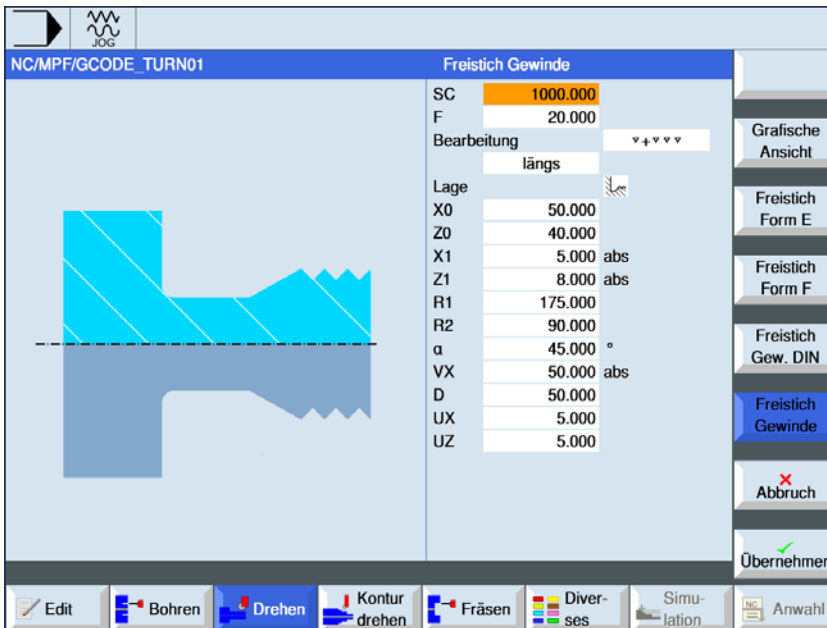 JOG
NC/MPF/GCODE_TURN01
Freistich Gewinde
SC 1000.000
F 20.000
Bearbeitung ▿+▿▿▿
längs
Lage
X0 50.000
Z0 40.000
X1 5.000 abs
Z1 8.000 abs
R1 175.000
R2 90.000
α 45.000 °
VX 50.000 abs
D 50.000
UX 5.000
UZ 5.000
Grafische
Ansicht
Freistich
Form E
Freistich
Form F
Freistich
Gew. DIN
Freistich
Gewinde
Abbruch
Übernehmen
Edit
Bohren
Drehen
Kontur
drehen
Fräsen
Diver-
ses
Simu-
lation
NC
Anwahl